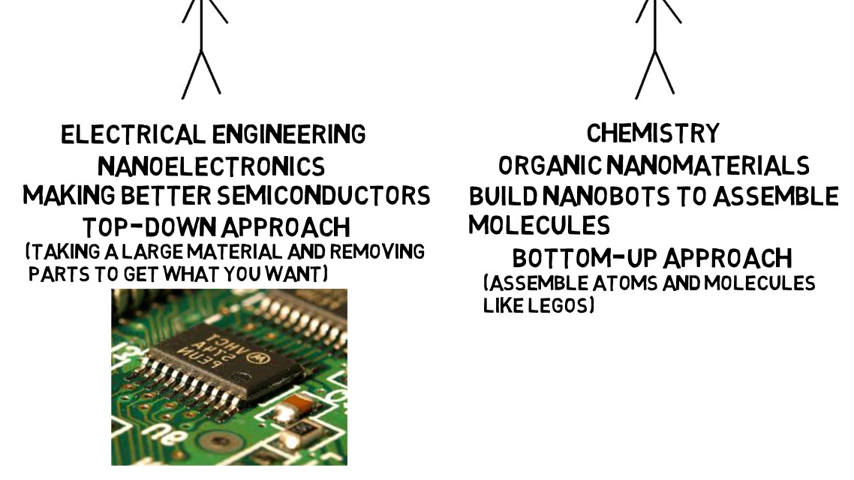 ELECTRICAL ENGINEERING
NANOELECTRONICS
MAKING BETTER SEMICONDUCTORS
TOP-DOWN APPROACH
(TAKING A LARGE MATERIAL AND REMOVING
PARTS TO GET WHAT YOU WANT)
CHEMISTRY
ORGANIC NANOMATERIALS
BUILD NANOBOTS TO ASSEMBLE
MOLECULES
BOTTOM-UP APPROACH
(ASSEMBLE ATOMS AND MOLECULES
LIKE LEGOS)
VHCT